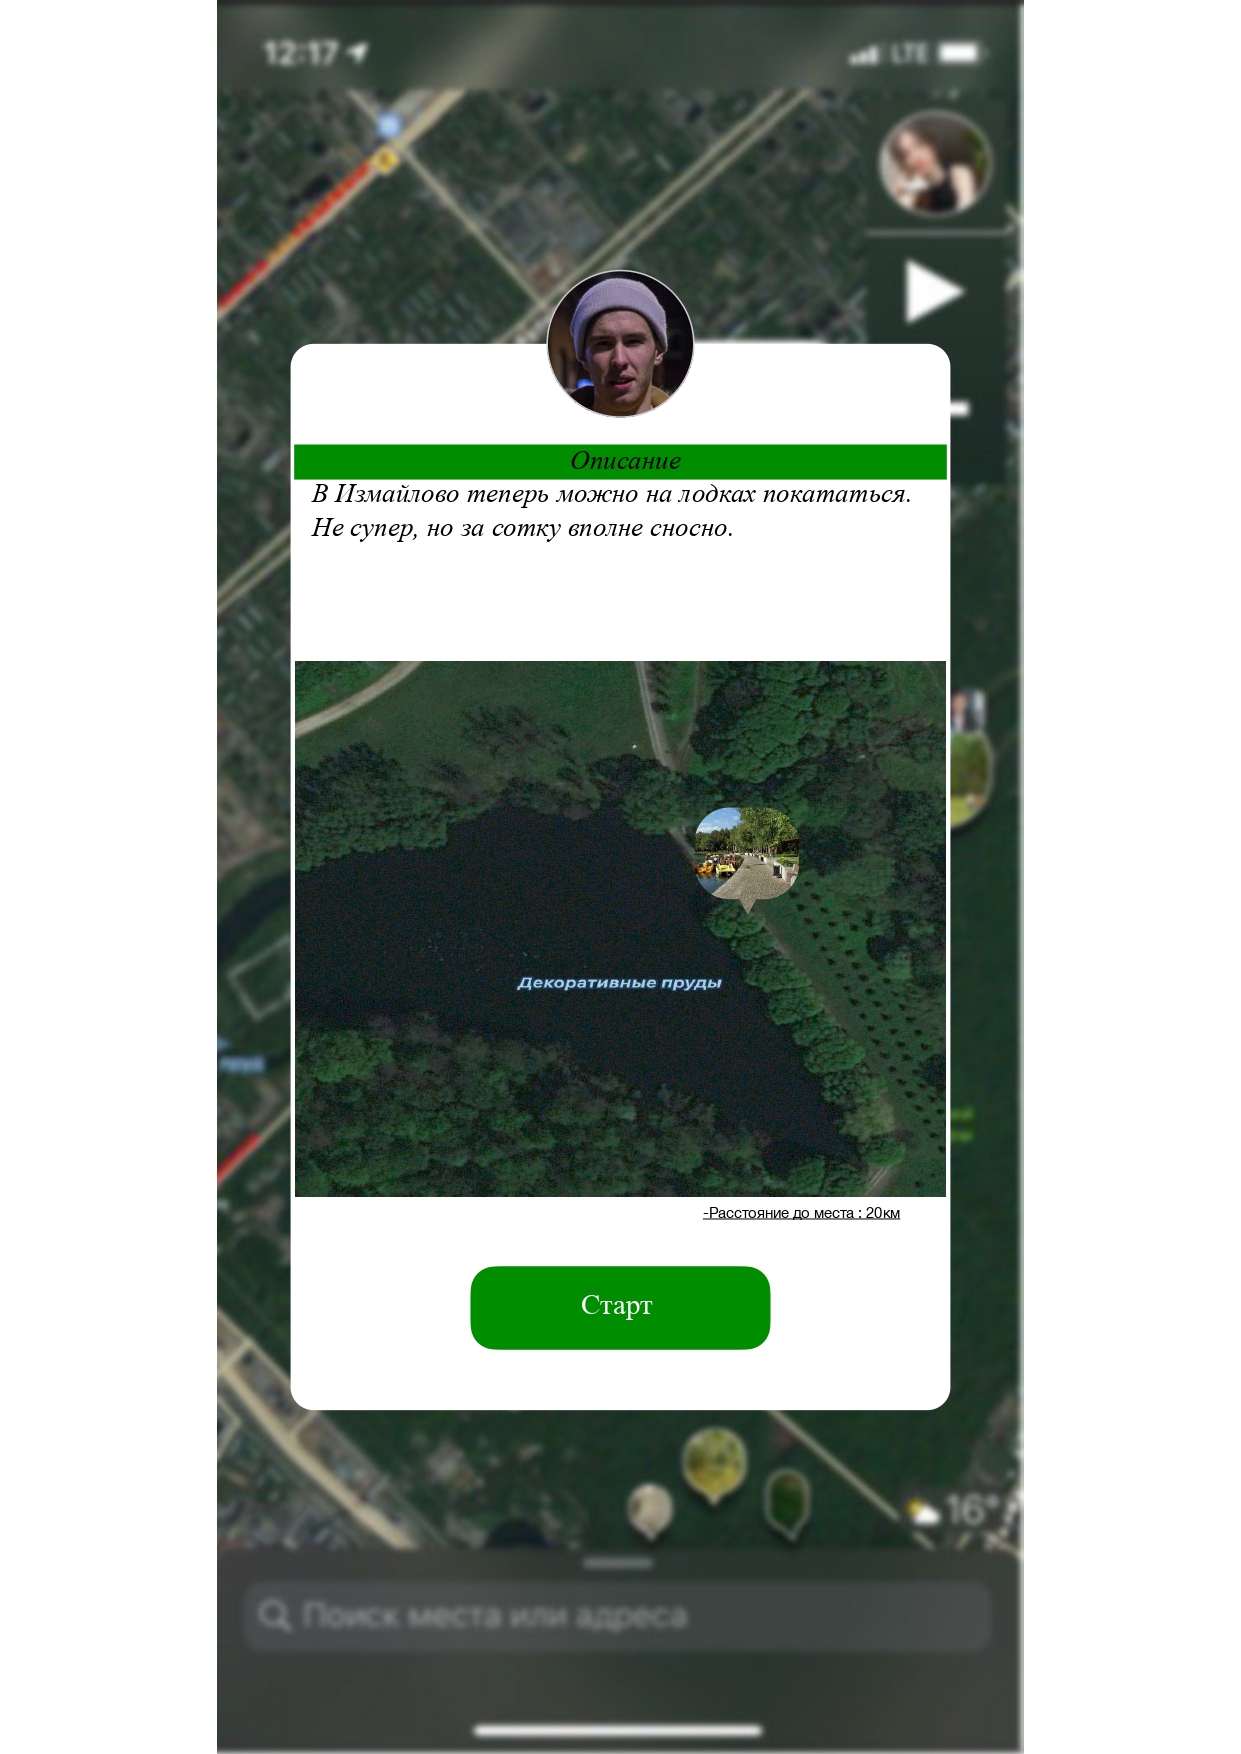 12:17
LTE
Описание
В Измайлово теперь можно на лодках покататься.
Не супер, но за сотку вполне сносно.
Декоративные пруды
-Расстояние до места : 20км
Старт
16°
Поиск места или адреса